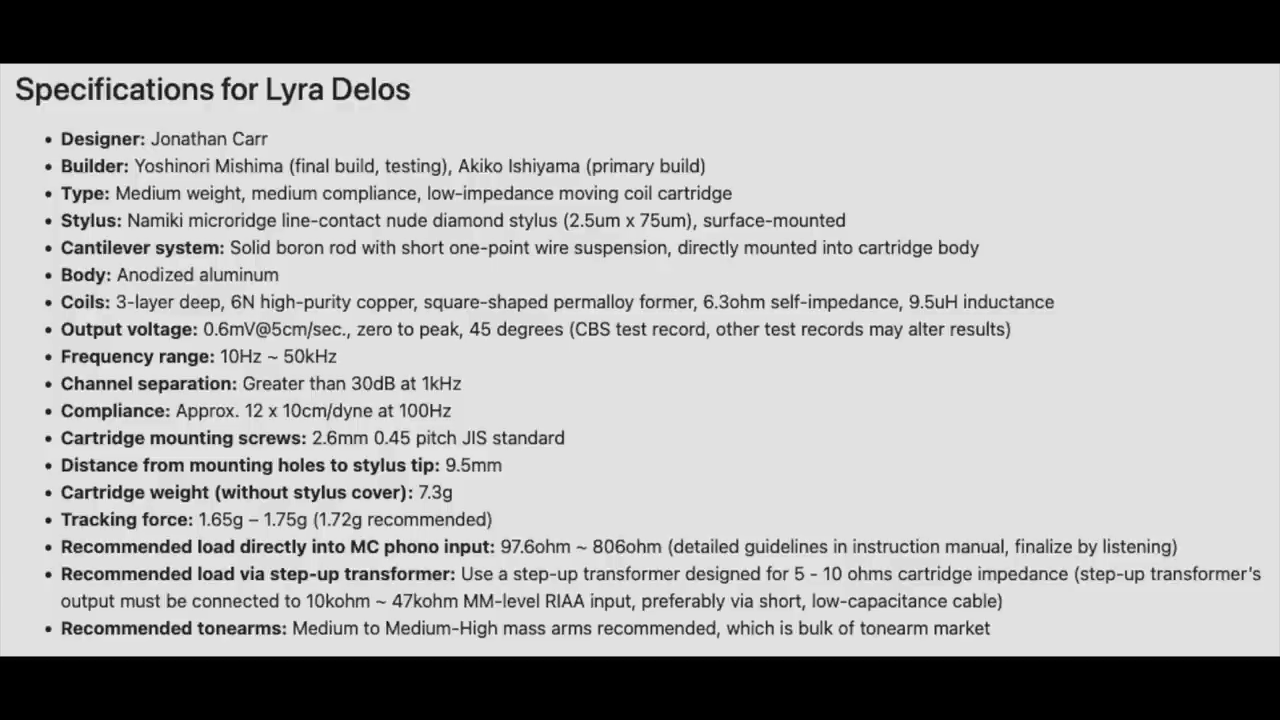 Specifications for Lyra Delos
• Designer: Jonathan Carr
• Builder: Yoshinori Mishima (final build, testing), Akiko Ishiyama (primary build)
• Type: Medium weight, medium compliance, low-impedance moving coil cartridge
• Stylus: Namiki microridge line-contact nude diamond stylus (2.5um x 75um), surface-mounted
• Cantilever system: Solid boron rod with short one-point wire suspension, directly mounted into cartridge body
• Body: Anodized aluminum
• Coils: 3-layer deep, 6N high-purity copper, square-shaped permalloy former, 6.3ohm self-impedance, 9.5uH inductance
• Output voltage: 0.6mV@5cm/sec., zero to peak, 45 degrees (CBS test record, other test records may alter results)
• Frequency range: 10Hz ~ 50kHz
• Channel separation: Greater than 30dB at 1kHz
• Compliance: Approx. 12 x 10cm/dyne at 100Hz
• Cartridge mounting screws: 2.6mm 0.45 pitch JIS standard
• Distance from mounting holes to stylus tip: 9.5mm
• Cartridge weight (without stylus cover): 7.3g
• Tracking force: 1.65g – 1.75g (1.72g recommended)
• Recommended load directly into MC phono input: 97.6ohm ~ 806ohm (detailed guidelines in instruction manual, finalize by listening)
• Recommended load via step-up transformer: Use a step-up transformer designed for 5 - 10 ohms cartridge impedance (step-up transformer's
output must be connected to 10kohm ~ 47kohm MM-level RIAA input, preferably via short, low-capacitance cable)
• Recommended tonearms: Medium to Medium-High mass arms recommended, which is bulk of tonearm market